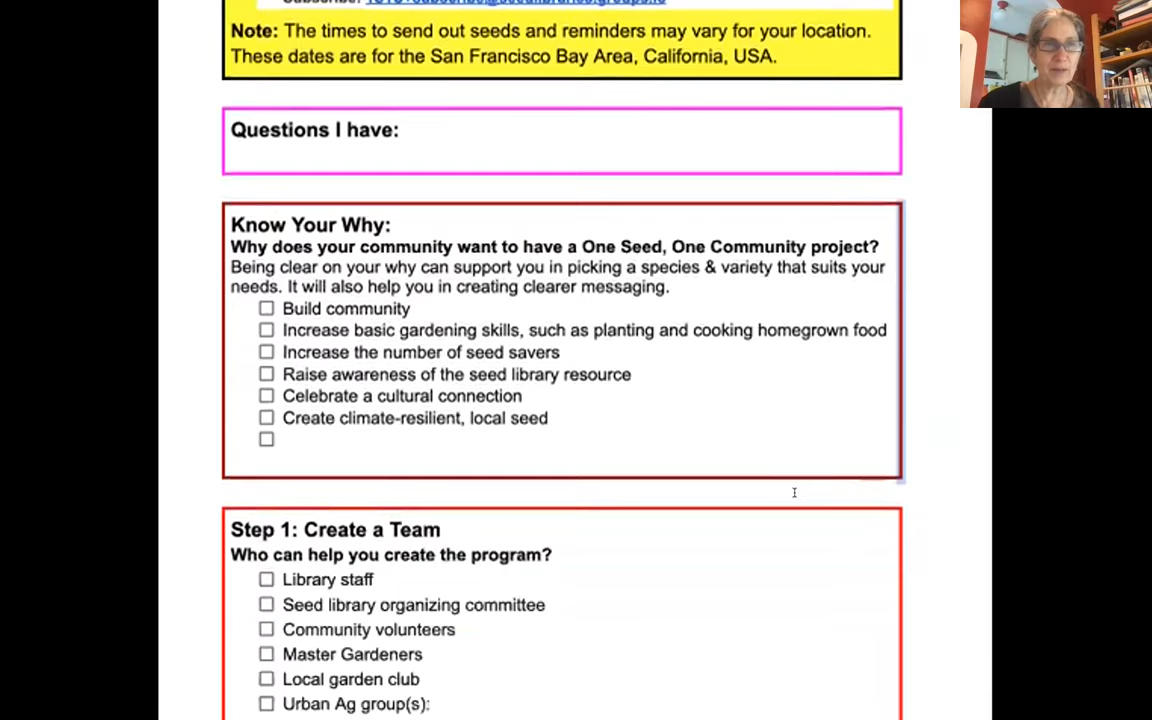 Note: The times to send out seeds and reminders may vary for your location.
These dates are for the San Francisco Bay Area, California, USA.
Questions I have:
Know Your Why:
Why does your community want to have a One Seed, One Community project?
Being clear on your why can support you in picking a species & variety that suits your
needs. It will also help you in creating clearer messaging.
Build community
Increase basic gardening skills, such as planting and cooking homegrown food
Increase the number of seed savers
Raise awareness of the seed library resource
Celebrate a cultural connection
Create climate-resilient, local seed
Step 1: Create a Team
Who can help you create the program?
Library staff
Seed library organizing committee
Community volunteers
Master Gardeners
Local garden club
Urban Ag group(s):